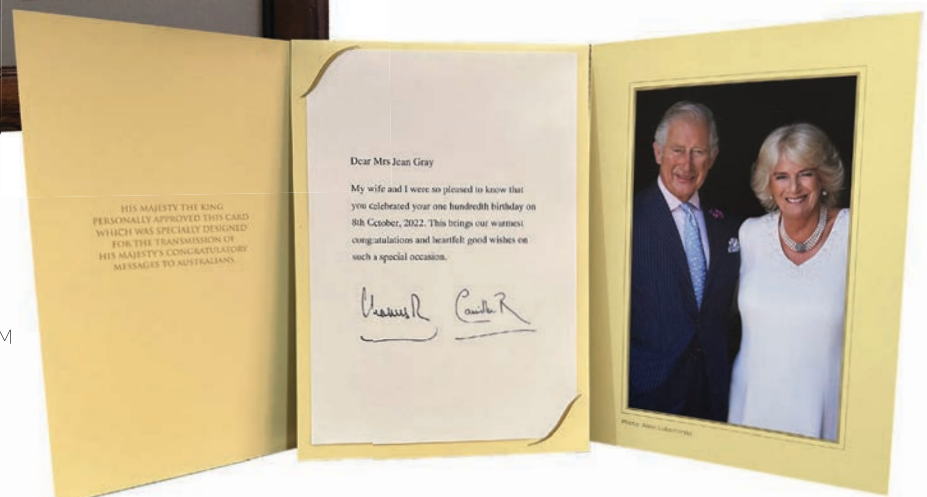 HIS MAJESTY THE KING
PERSONALLY APPROVED THIS CARD
WHICH WAS SPECIALLY DESIGNED
FOR THE TRANSMISSION OF
HIS MAJESTY'S CONGRATULATORY
MESSAGES TO AUSTRALIANS.
M
Dear Mrs Jean Gray
My wife and I were so pleased to know that
you celebrated your one hundredth birthday on
8th October, 2022. This brings our warmest
congratulations and heartfelt good wishes on
such a special occasion.
Charles R Camilla R
Photo: